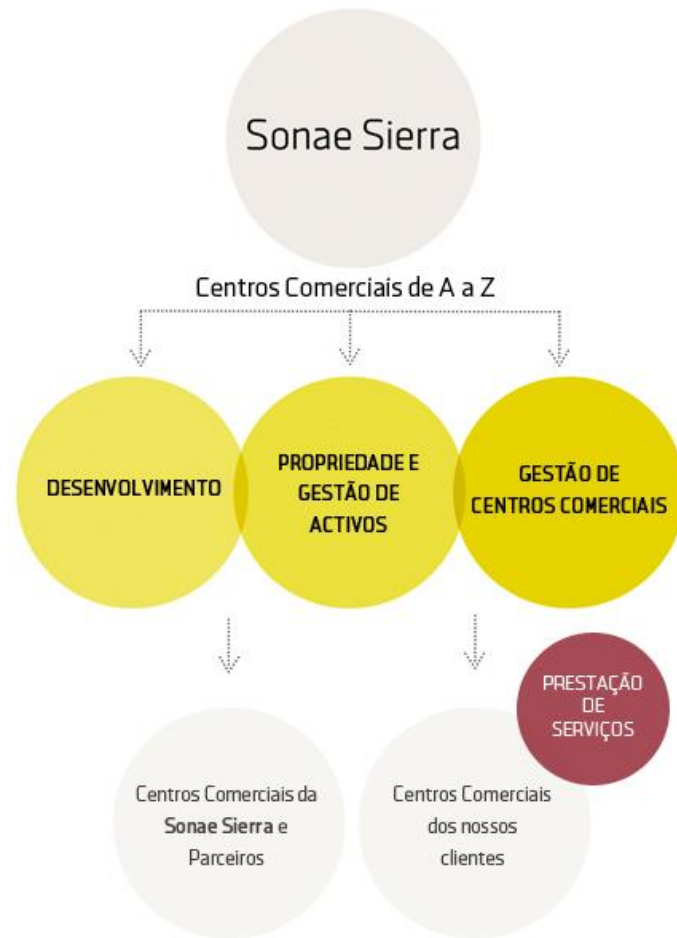 Sonae Sierra
Centros Comerciais de A a Z
DESENVOLVIMENTO
PROPRIEDADE E
GESTÃO DE
ACTIVOS
GESTÃO DE
CENTROS COMERCIAIS
PRESTAÇÃO
DE
SERVIÇOS
Centros Comerciais da
Sonae Sierra e
Parceiros
Centros Comerciais
dos nossos
clientes